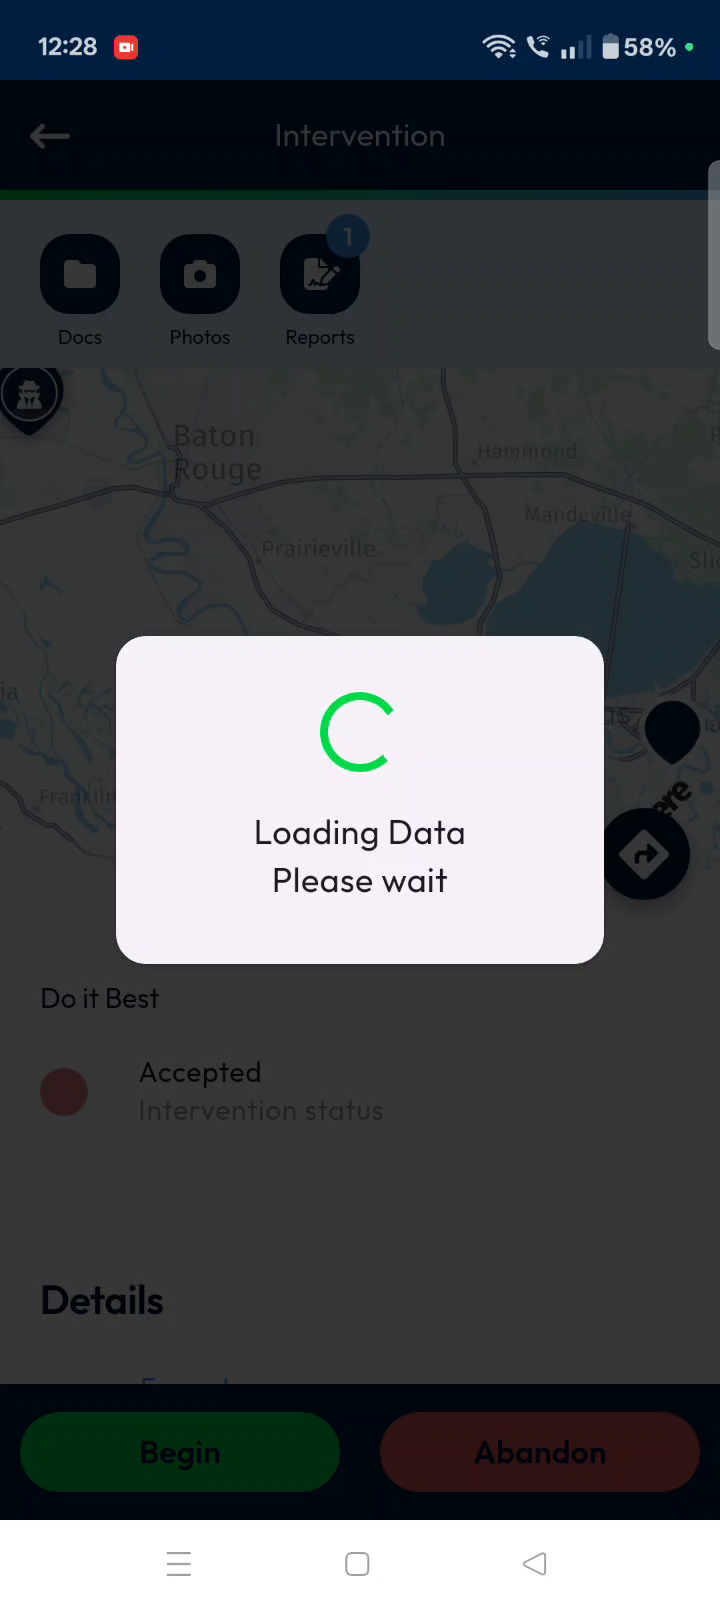 12:28
58%
Intervention
1
Docs
Photos
Reports
Baton
Rouge
Hammond
Mandeville
Prairieville
Loading Data
Please wait
Do it Best
Accepted
Intervention status
Details
Begin
Abandon